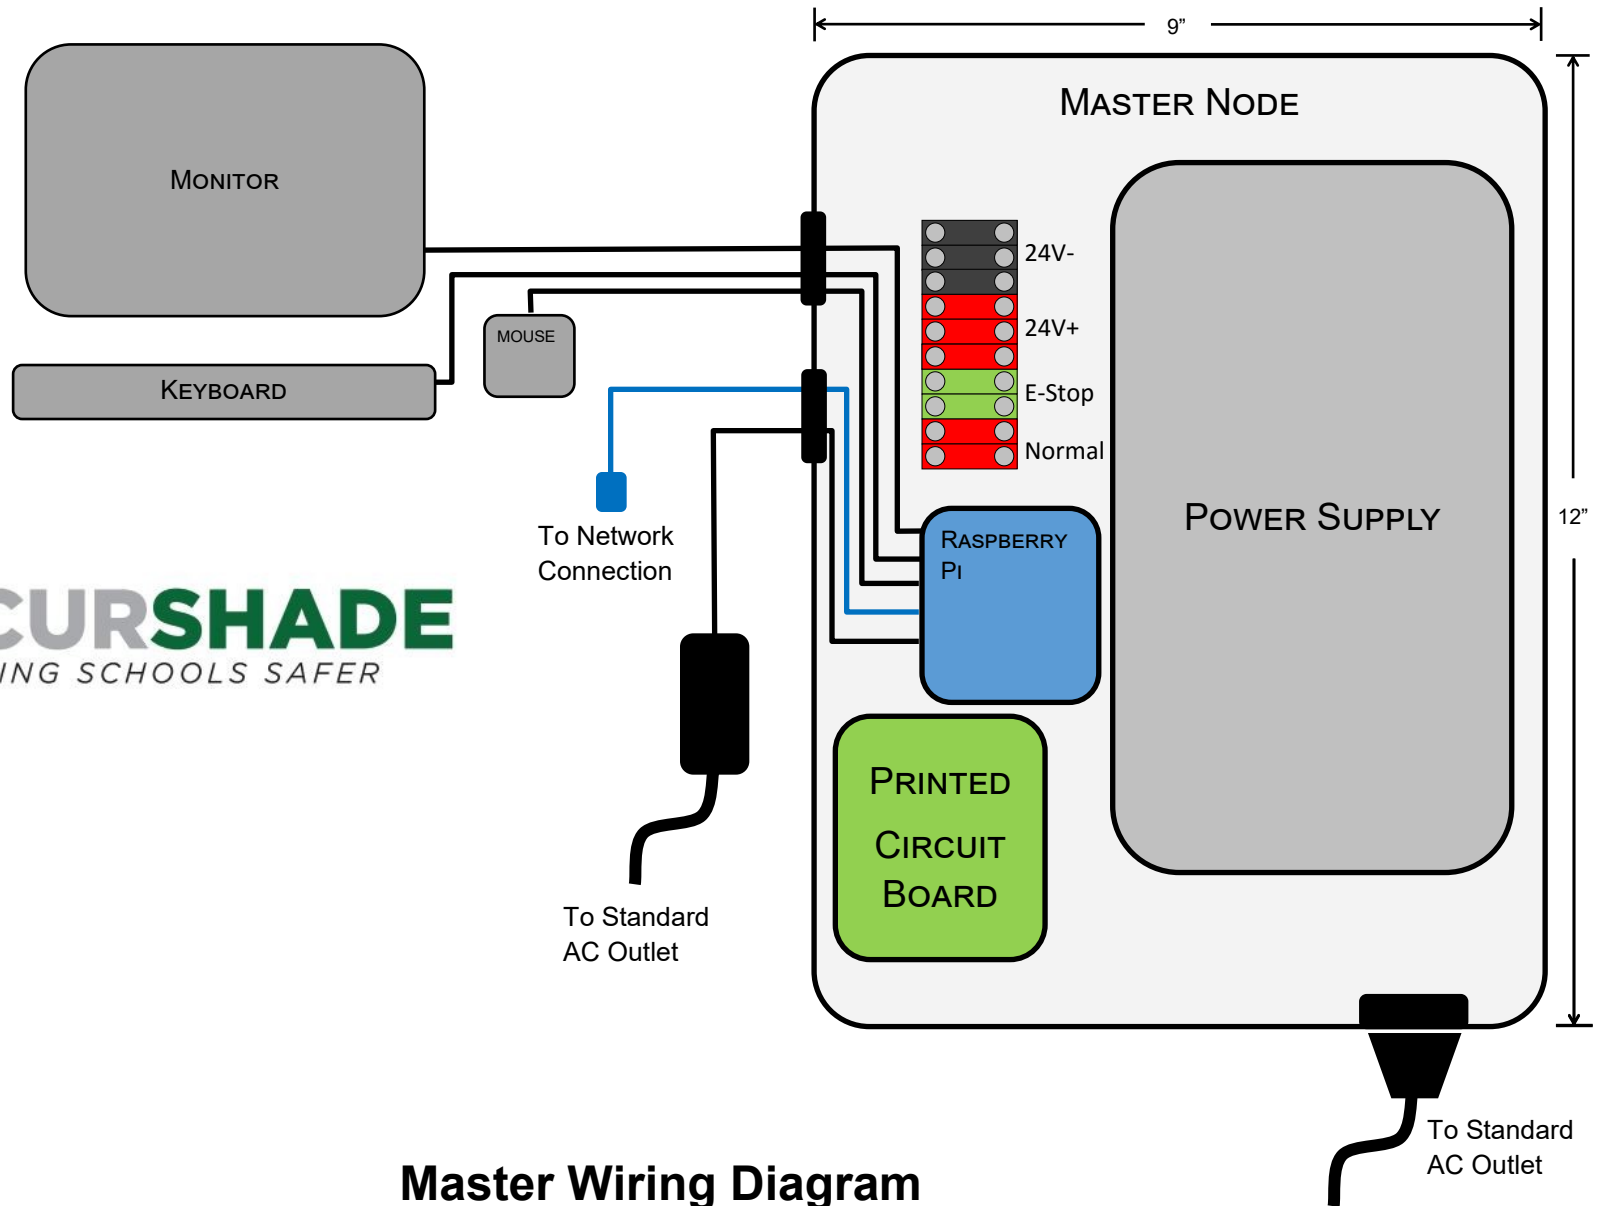 9”
MASTER NODE
MONITOR
24V-
24V+
MOUSE
KEYBOARD
E-Stop
Normal
POWER SUPPLY
12”
To Network
Connection
RASPBERRY
PI
CURSHADE
ING SCHOOLS SAFER
PRINTED
CIRCUIT
BOARD
To Standard
AC Outlet
To Standard
AC Outlet
Master Wiring Diagram